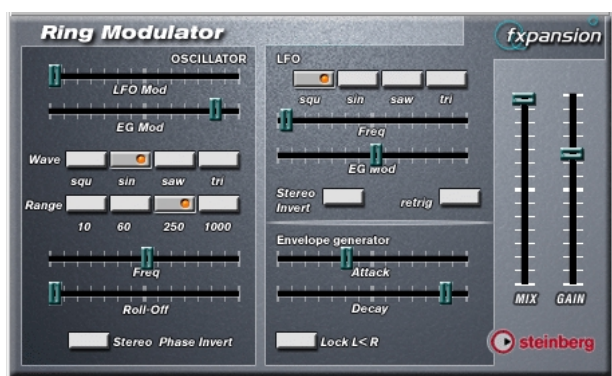 Ring Modulator
fxpansion
OSCILLATOR
LFO Mod
EG Mod
Wave
squ sin saw tri
Range
10 60 250 1000
Freq
Roll-Off
Stereo Phase Invert
LFO
squ sin saw tri
Freq
EG Mod
Stereo
Invert
retrig
Envelope generator
Attack
Decay
Lock L<R
MIX GAIN
steinberg